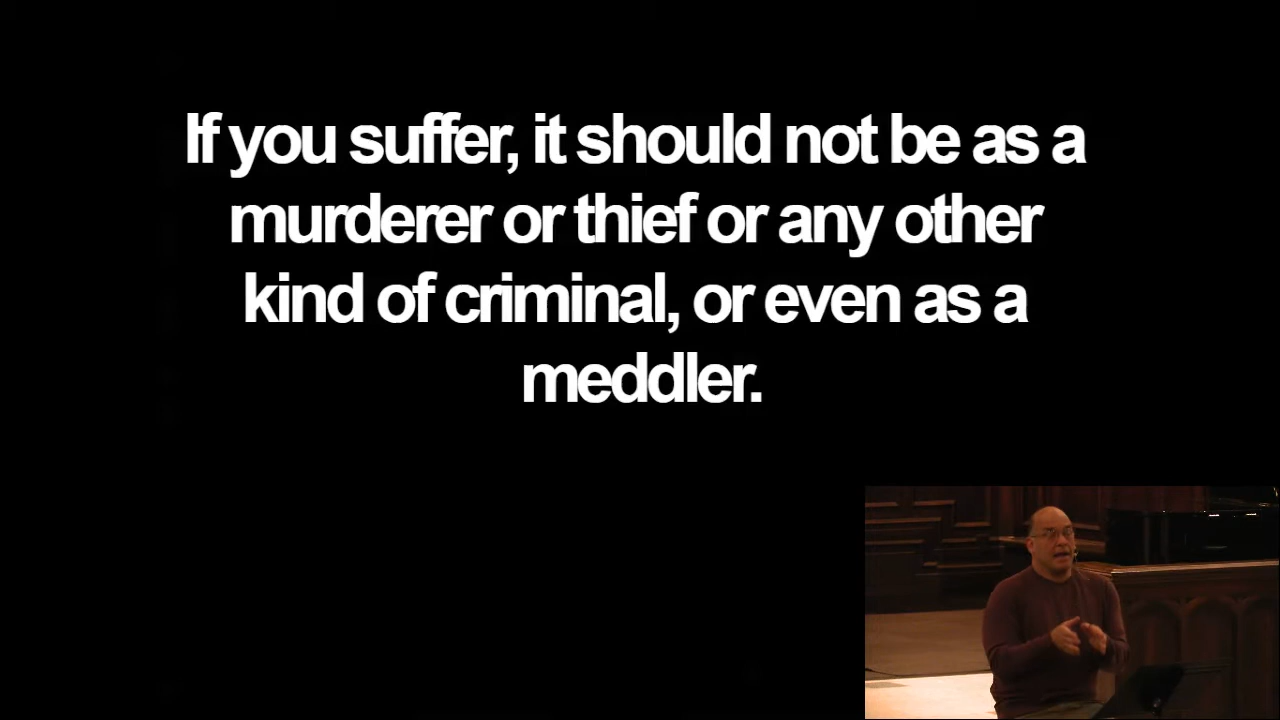 If you suffer, it should not be as a
murderer or thief or any other
kind of criminal, or even as a
meddler.